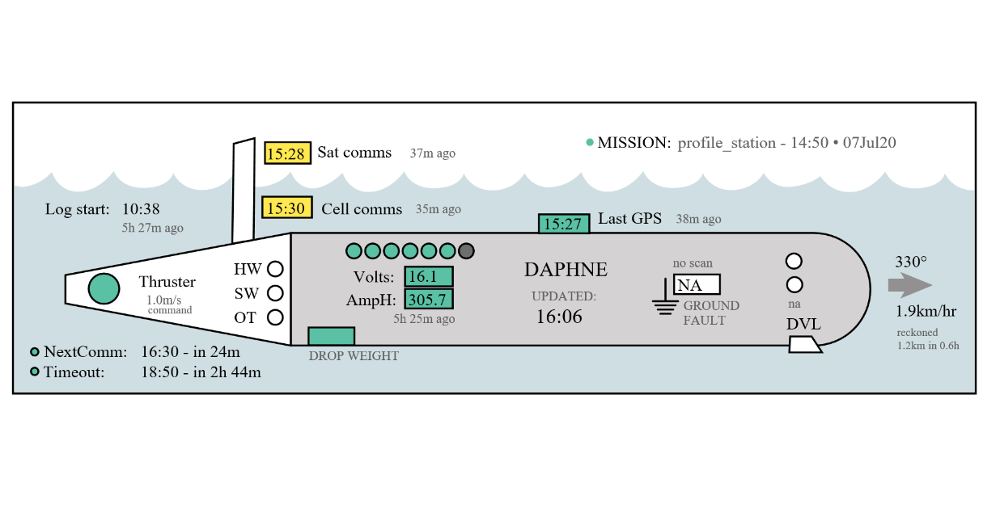 15:28 Sat comms 37m ago
MISSION: profile_station - 14:50 • 07Jul20
Log start: 10:38
5h 27m ago
15:30 Cell comms 35m ago
15:27 Last GPS 38m ago
Thruster
1.0m/s
command
HW
SW
OT
Volts: 16.1
AmpH: 305.7
5h 25m ago
DROP WEIGHT
DAPHNE
UPDATED:
16:06
no scan
NA
GROUND
FAULT
na
DVL
330°
1.9km/hr
reckoned
1.2km in 0.6h
NextComm: 16:30 - in 24m
Timeout: 18:50 - in 2h 44m